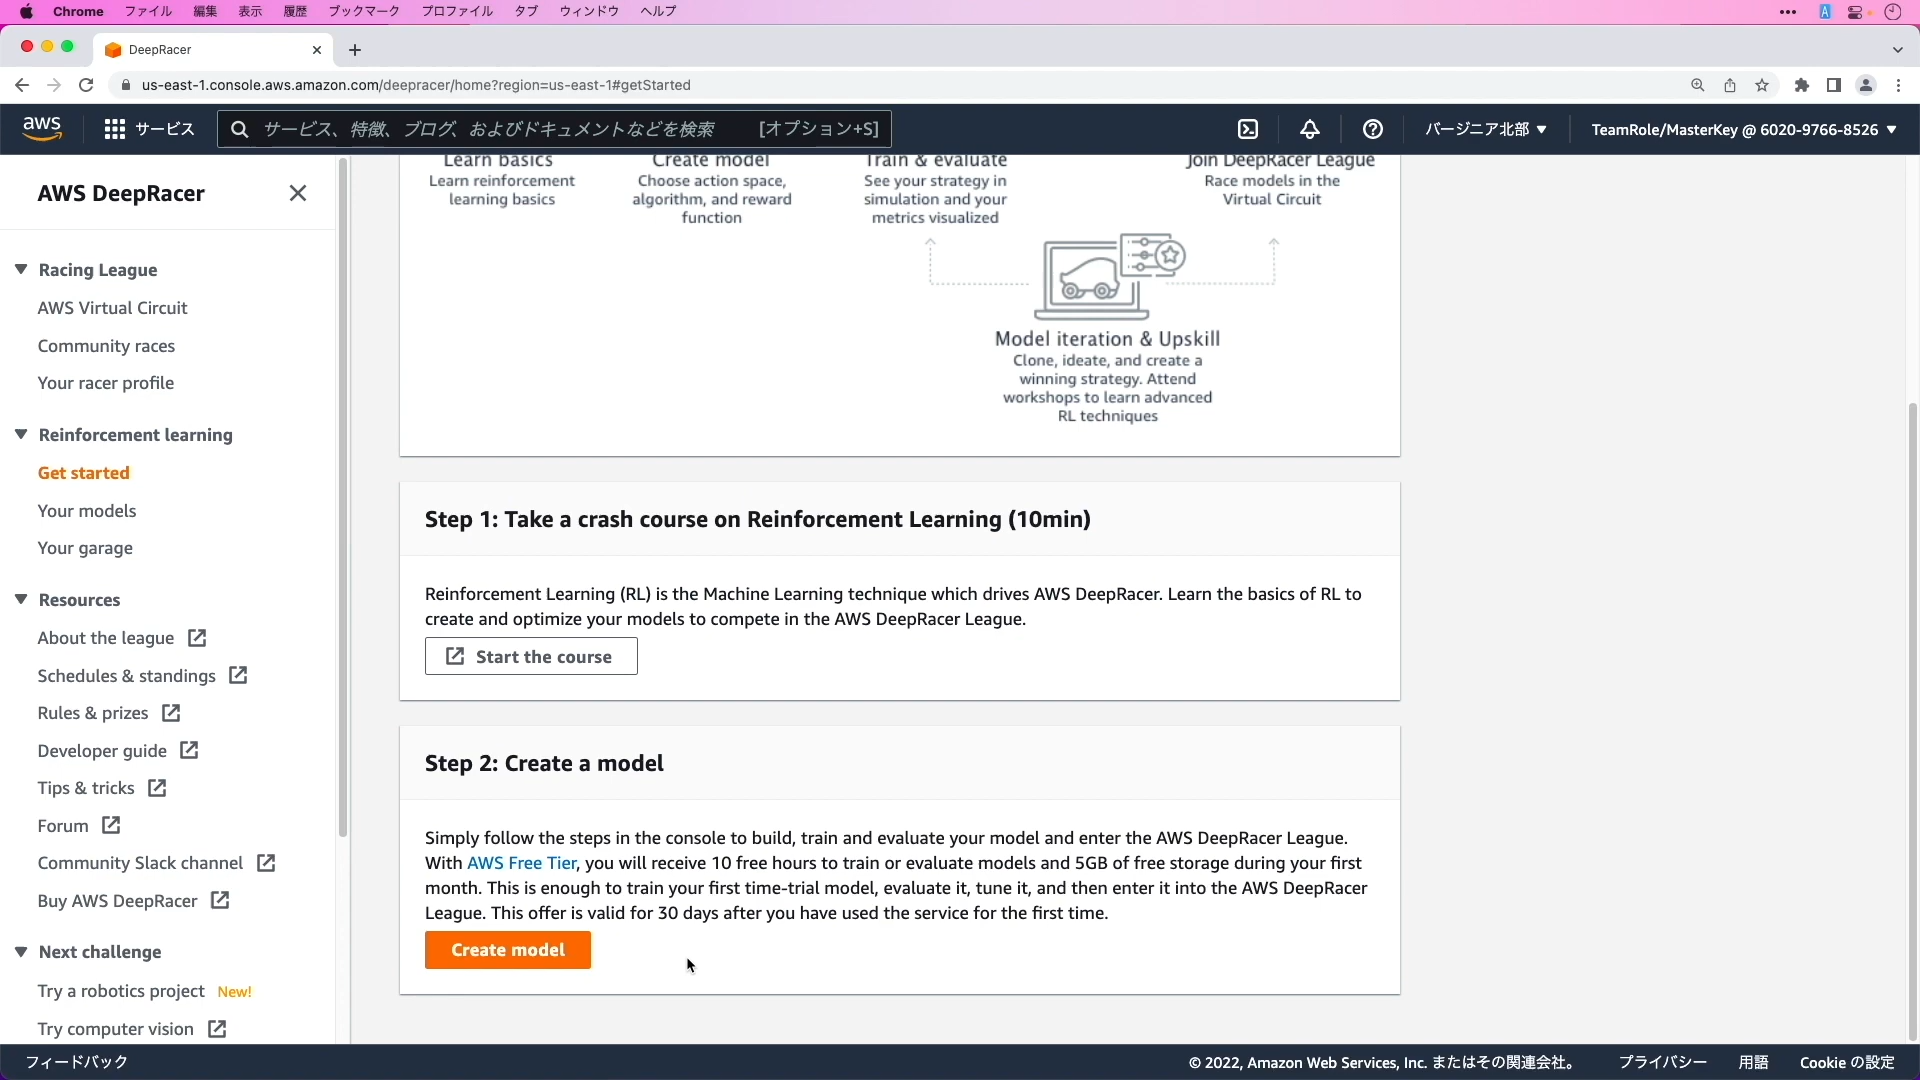 Chrome ファイル 編集 表示 履歴 ブックマーク プロファイル タブ ウィンドウ ヘルプ
DeepRacer
us-east-1.console.aws.amazon.com/deepracer/home?region=us-east-1#getStarted
aws サービス サービス、特徴、ブログ、およびドキュメントなどを検索 [オプション+S] バージニア北部 TeamRole/MasterKey @ 6020-9766-8526
AWS DeepRacer
Racing League
AWS Virtual Circuit
Community races
Your racer profile
Reinforcement learning
Get started
Your models
Your garage
Resources
About the league
Schedules & standings
Rules & prizes
Developer guide
Tips & tricks
Forum
Community Slack channel
Buy AWS DeepRacer
Next challenge
Try a robotics project New!
Try computer vision
Learn basics
Learn reinforcement
learning basics
Create model
Choose action space,
algorithm, and reward
function
Train & evaluate
See your strategy in
simulation and your
metrics visualized
Join DeepRacer League
Race models in the
Virtual Circuit
Model iteration & Upskill
Clone, ideate, and create a
winning strategy. Attend
workshops to learn advanced
RL techniques
Step 1: Take a crash course on Reinforcement Learning (10min)
Reinforcement Learning (RL) is the Machine Learning technique which drives AWS DeepRacer. Learn the basics of RL to
create and optimize your models to compete in the AWS DeepRacer League.
Start the course
Step 2: Create a model
Simply follow the steps in the console to build, train and evaluate your model and enter the AWS DeepRacer League.
With AWS Free Tier, you will receive 10 free hours to train or evaluate models and 5GB of free storage during your first
month. This is enough to train your first time-trial model, evaluate it, tune it, and then enter it into the AWS DeepRacer
League. This offer is valid for 30 days after you have used the service for the first time.
Create model
フィードバック © 2022, Amazon Web Services, Inc. またはその関連会社。 プライバシー 用語 Cookie の設定